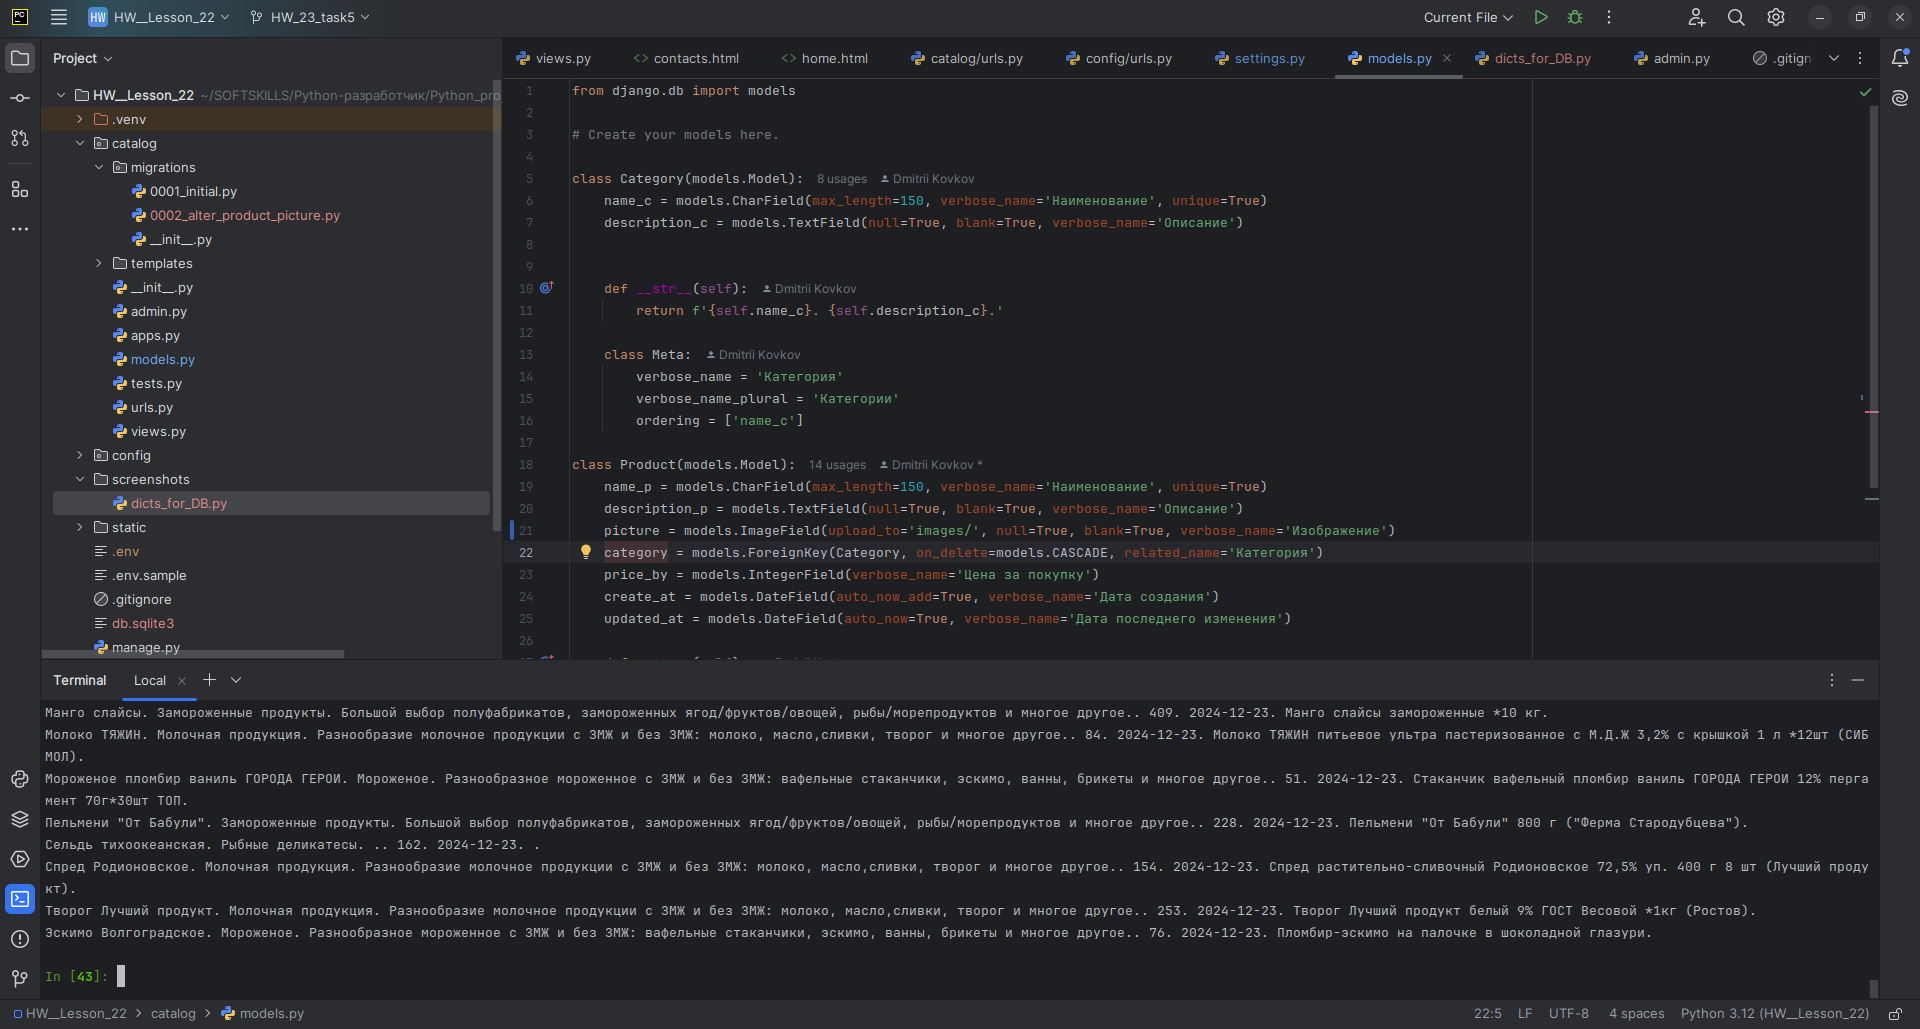 PC HW HW__Lesson_22 HW_23_task5 Current File
Project
views.py contacts.html home.html catalog/urls.py config/urls.py settings.py models.py dicts_for_DB.py admin.py .gitign
HW__Lesson_22 ~/SOFTSKILLS/Python-разработчик/Python_pro
.venv
catalog
migrations
0001_initial.py
0002_alter_product_picture.py
__init__.py
templates
__init__.py
admin.py
apps.py
models.py
tests.py
urls.py
views.py
config
screenshots
dicts_for_DB.py
static
.env
.env.sample
.gitignore
db.sqlite3
manage.py
1 from django.db import models
2
3 # Create your models here.
4
5 class Category(models.Model): 8 usages Dmitrii Kovkov
6 name_c = models.CharField(max_length=150, verbose_name='Наименование', unique=True)
7 description_c = models.TextField(null=True, blank=True, verbose_name='Описание')
8
9
10 def __str__(self): Dmitrii Kovkov
11 return f'{self.name_c}. {self.description_c}.'
12
13 class Meta: Dmitrii Kovkov
14 verbose_name = 'Категория'
15 verbose_name_plural = 'Категории'
16 ordering = ['name_c']
17
18 class Product(models.Model): 14 usages Dmitrii Kovkov *
19 name_p = models.CharField(max_length=150, verbose_name='Наименование', unique=True)
20 description_p = models.TextField(null=True, blank=True, verbose_name='Описание')
21 picture = models.ImageField(upload_to='images/', null=True, blank=True, verbose_name='Изображение')
22 category = models.ForeignKey(Category, on_delete=models.CASCADE, related_name='Категория')
23 price_by = models.IntegerField(verbose_name='Цена за покупку')
24 create_at = models.DateField(auto_now_add=True, verbose_name='Дата создания')
25 updated_at = models.DateField(auto_now=True, verbose_name='Дата последнего изменения')
26
Terminal Local
Манго слайсы. Замороженные продукты. Большой выбор полуфабрикатов, замороженных ягод/фруктов/овощей, рыбы/морепродуктов и многое другое.. 409. 2024-12-23. Манго слайсы замороженные *10 кг.
Молоко ТЯЖИН. Молочная продукция. Разнообразие молочное продукции с ЗМЖ и без ЗМЖ: молоко, масло,сливки, творог и многое другое.. 84. 2024-12-23. Молоко ТЯЖИН питьевое ультра пастеризованное с М.Д.Ж 3,2% с крышкой 1 л *12шт (СИБ
МОЛ).
Мороженое пломбир ваниль ГОРОДА ГЕРОИ. Мороженое. Разнообразное мороженное с ЗМЖ и без ЗМЖ: вафельные стаканчики, эскимо, ванны, брикеты и многое другое.. 51. 2024-12-23. Стаканчик вафельный пломбир ваниль ГОРОДА ГЕРОИ 12% перга
мент 70г*30шт ТОП.
Пельмени "От Бабули". Замороженные продукты. Большой выбор полуфабрикатов, замороженных ягод/фруктов/овощей, рыбы/морепродуктов и многое другое.. 228. 2024-12-23. Пельмени "От Бабули" 800 г ("Ферма Стародубцева").
Сельдь тихоокеанская. Рыбные деликатесы. .. 162. 2024-12-23. .
Спред Родионовское. Молочная продукция. Разнообразие молочное продукции с ЗМЖ и без ЗМЖ: молоко, масло,сливки, творог и многое другое.. 154. 2024-12-23. Спред растительно-сливочный Родионовское 72,5% уп. 400 г 8 шт (Лучший проду
кт).
Творог Лучший продукт. Молочная продукция. Разнообразие молочное продукции с ЗМЖ и без ЗМЖ: молоко, масло,сливки, творог и многое другое.. 253. 2024-12-23. Творог Лучший продукт белый 9% ГОСТ Весовой *1кг (Ростов).
Эскимо Волгоградское. Мороженое. Разнообразное мороженное с ЗМЖ и без ЗМЖ: вафельные стаканчики, эскимо, ванны, брикеты и многое другое.. 76. 2024-12-23. Пломбир-эскимо на палочке в шоколадной глазури.
In [43]:
HW__Lesson_22 > catalog > models.py 22:5 LF UTF-8 4 spaces Python 3.12 (HW__Lesson_22)